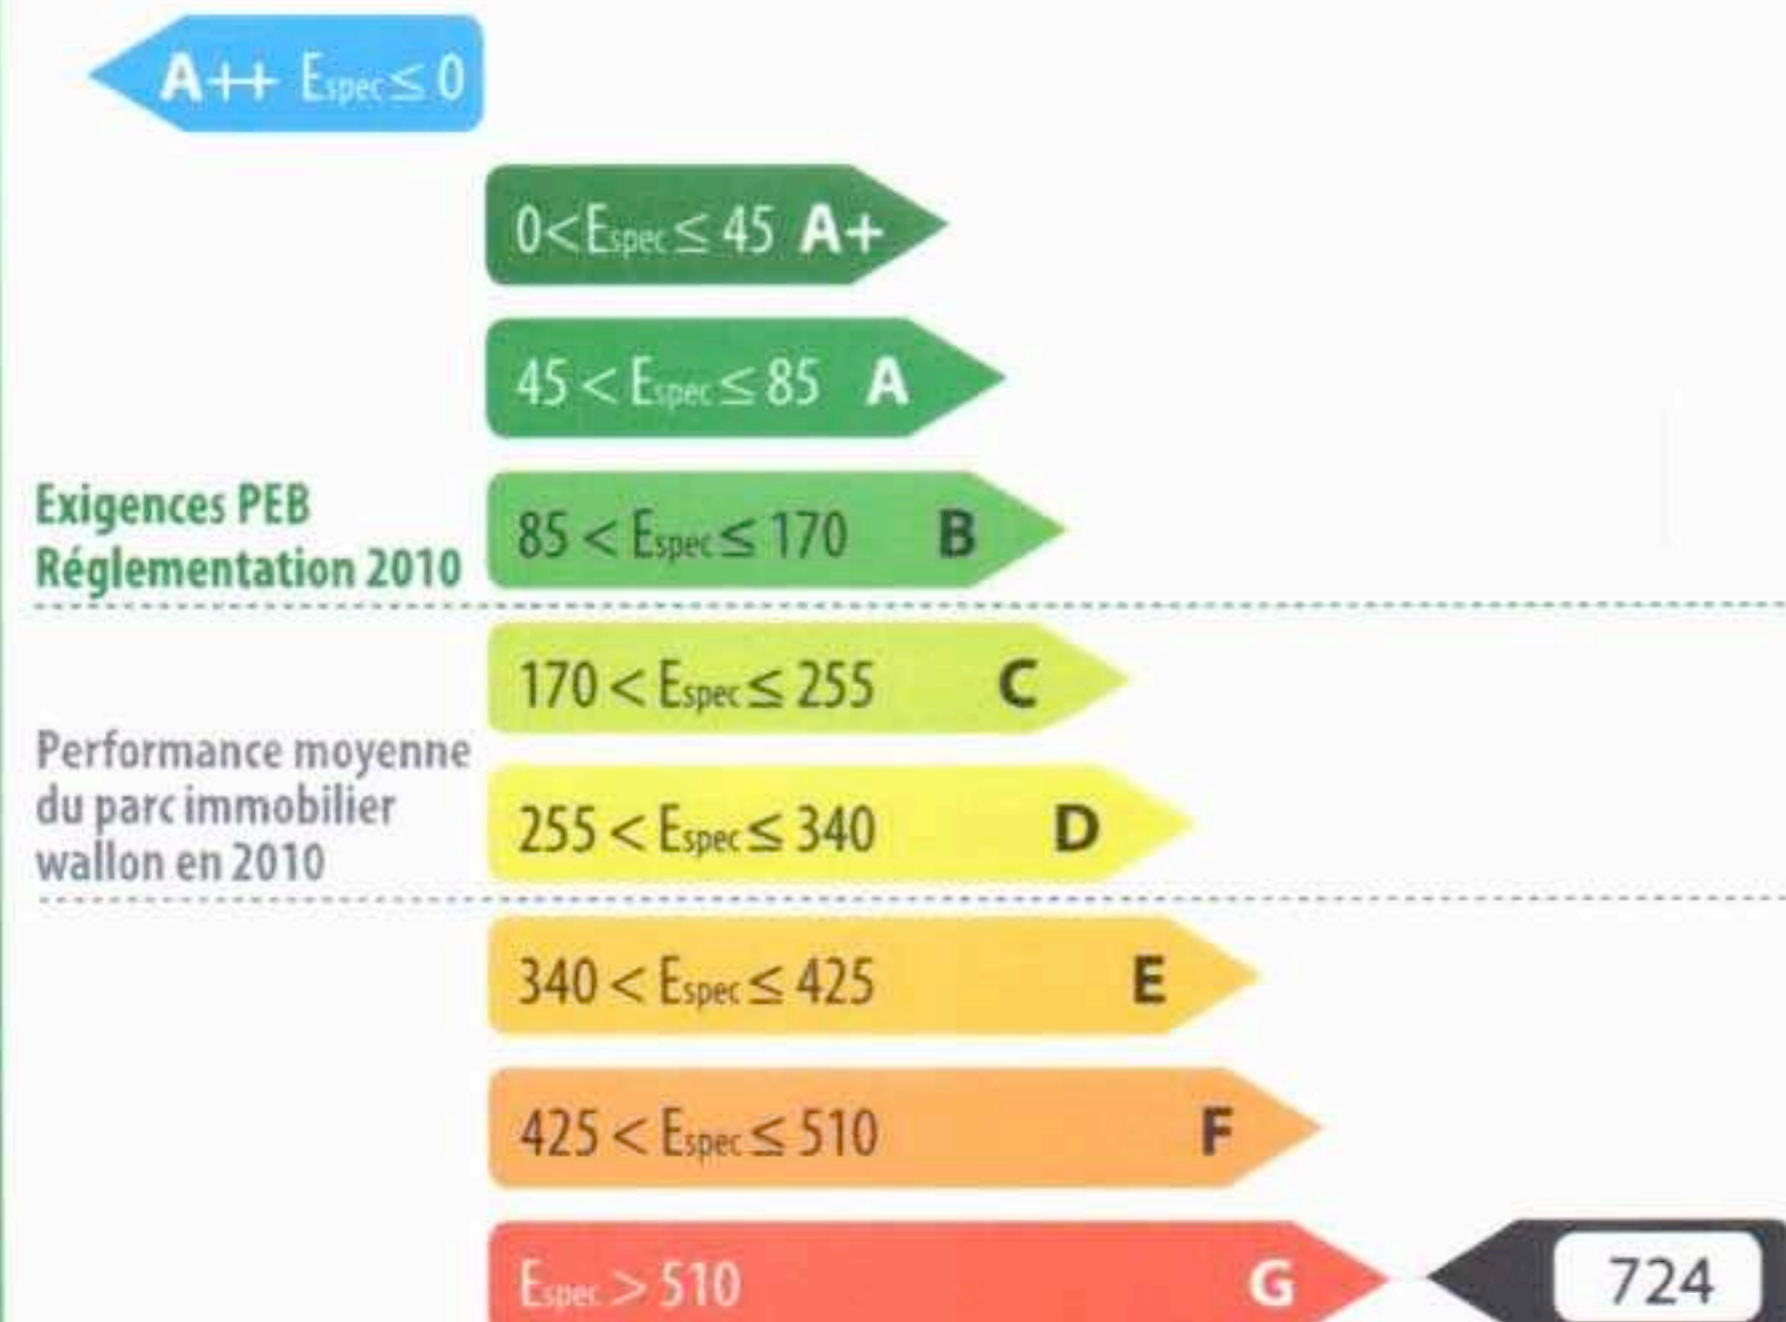 A++ Espec ≤ 0
0 < Espec ≤ 45 A+
45 < Espec ≤ 85 A
Exigences PEB
Réglementation 2010
85 < Espec ≤ 170 B
170 < Espec ≤ 255 C
Performance moyenne
du parc immobilier
wallon en 2010
255 < Espec ≤ 340 D
340 < Espec ≤ 425 E
425 < Espec ≤ 510 F
Espec > 510 G
724